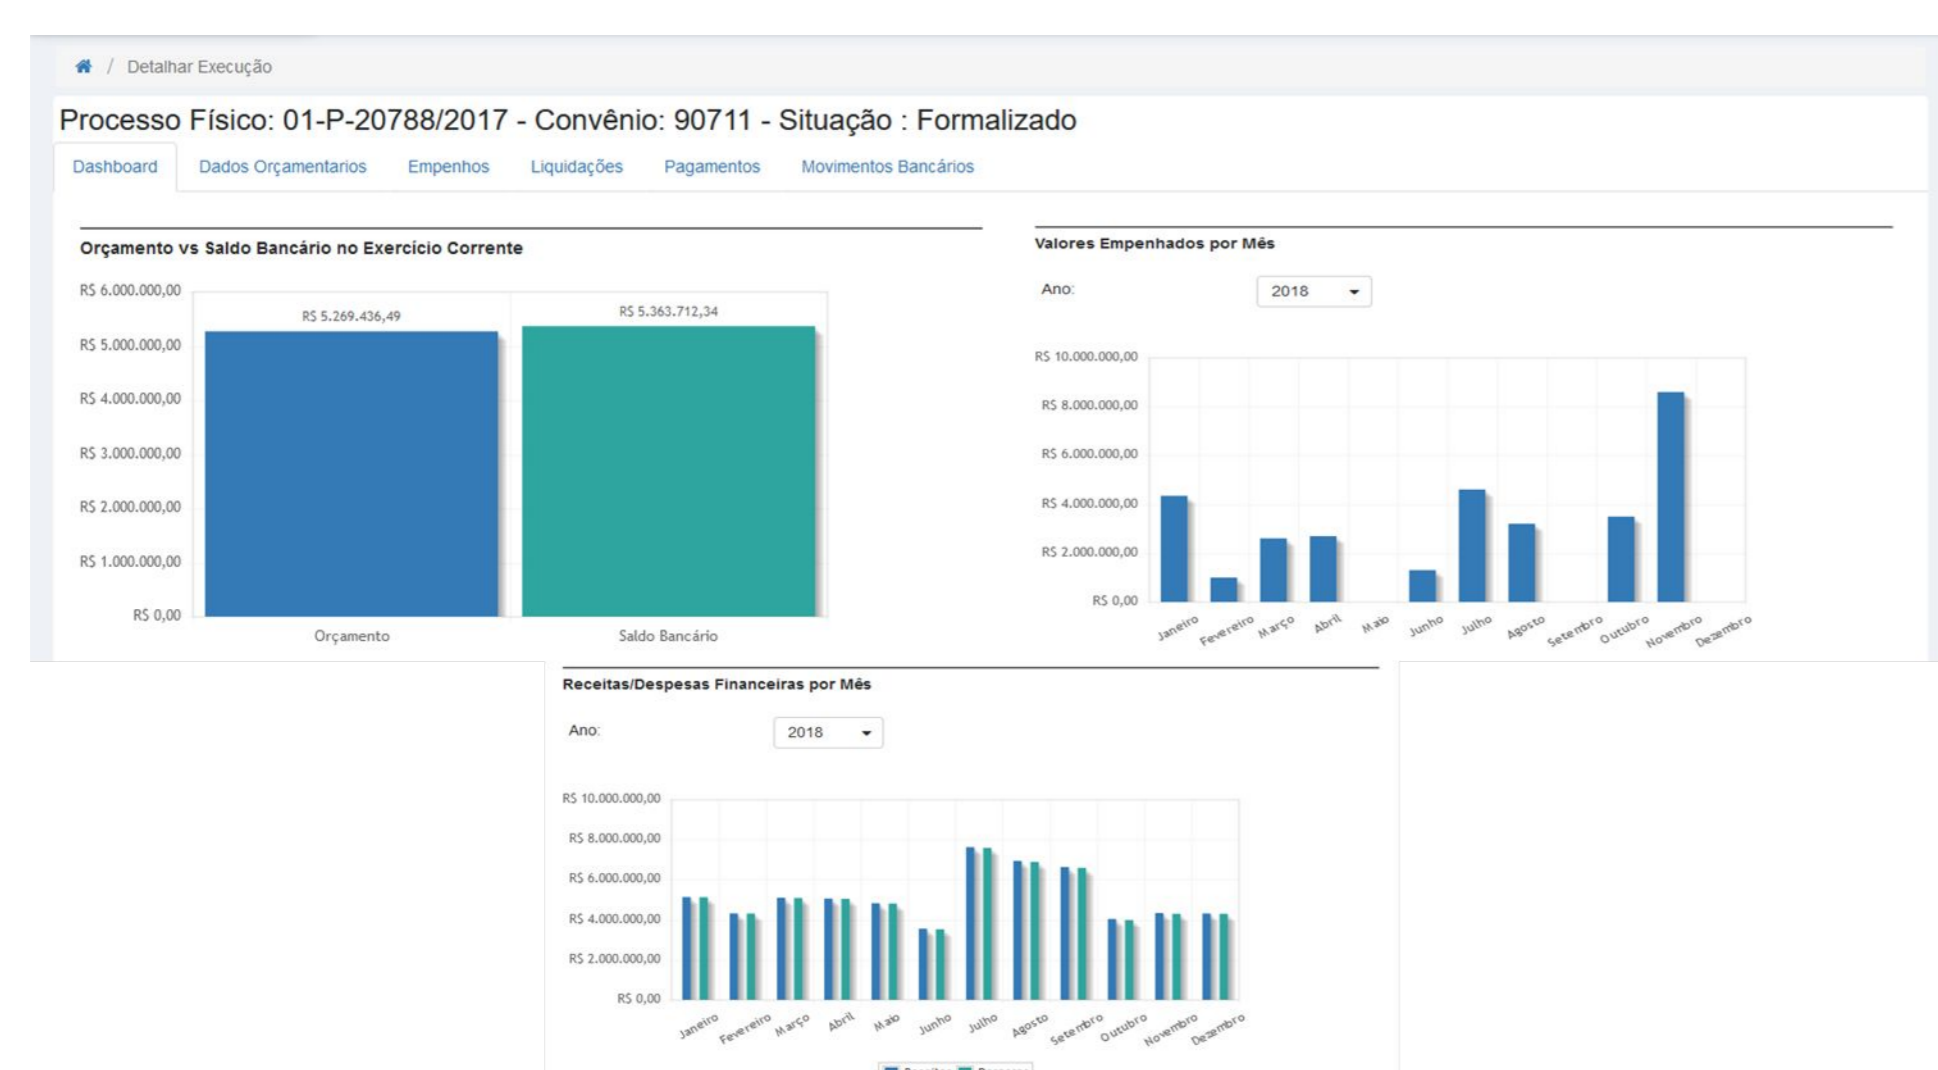 / Detalhar Execução
Processo Físico: 01-P-20788/2017 - Convênio: 90711 - Situação : Formalizado
Dashboard Dados Orçamentarios Empenhos Liquidações Pagamentos Movimentos Bancários
Orçamento vs Saldo Bancário no Exercício Corrente
R$ 6.000.000,00
R$ 5.000.000,00
R$ 4.000.000,00
R$ 3.000.000,00
R$ 2.000.000,00
R$ 1.000.000,00
R$ 0,00
R$ 5.269.436,49
R$ 5.363.712,34
Orçamento Saldo Bancário
Valores Empenhados por Mês
Ano: 2018
R$ 10.000.000,00
R$ 8.000.000,00
R$ 6.000.000,00
R$ 4.000.000,00
R$ 2.000.000,00
R$ 0,00
Janeiro Fevereiro Março Abril Maio Junho Julho Agosto Setembro Outubro Novembro Dezembro
Receitas/Despesas Financeiras por Mês
Ano: 2018
R$ 10.000.000,00
R$ 8.000.000,00
R$ 6.000.000,00
R$ 4.000.000,00
R$ 2.000.000,00
R$ 0,00
Janeiro Fevereiro Março Abril Maio Junho Julho Agosto Setembro Outubro Novembro Dezembro